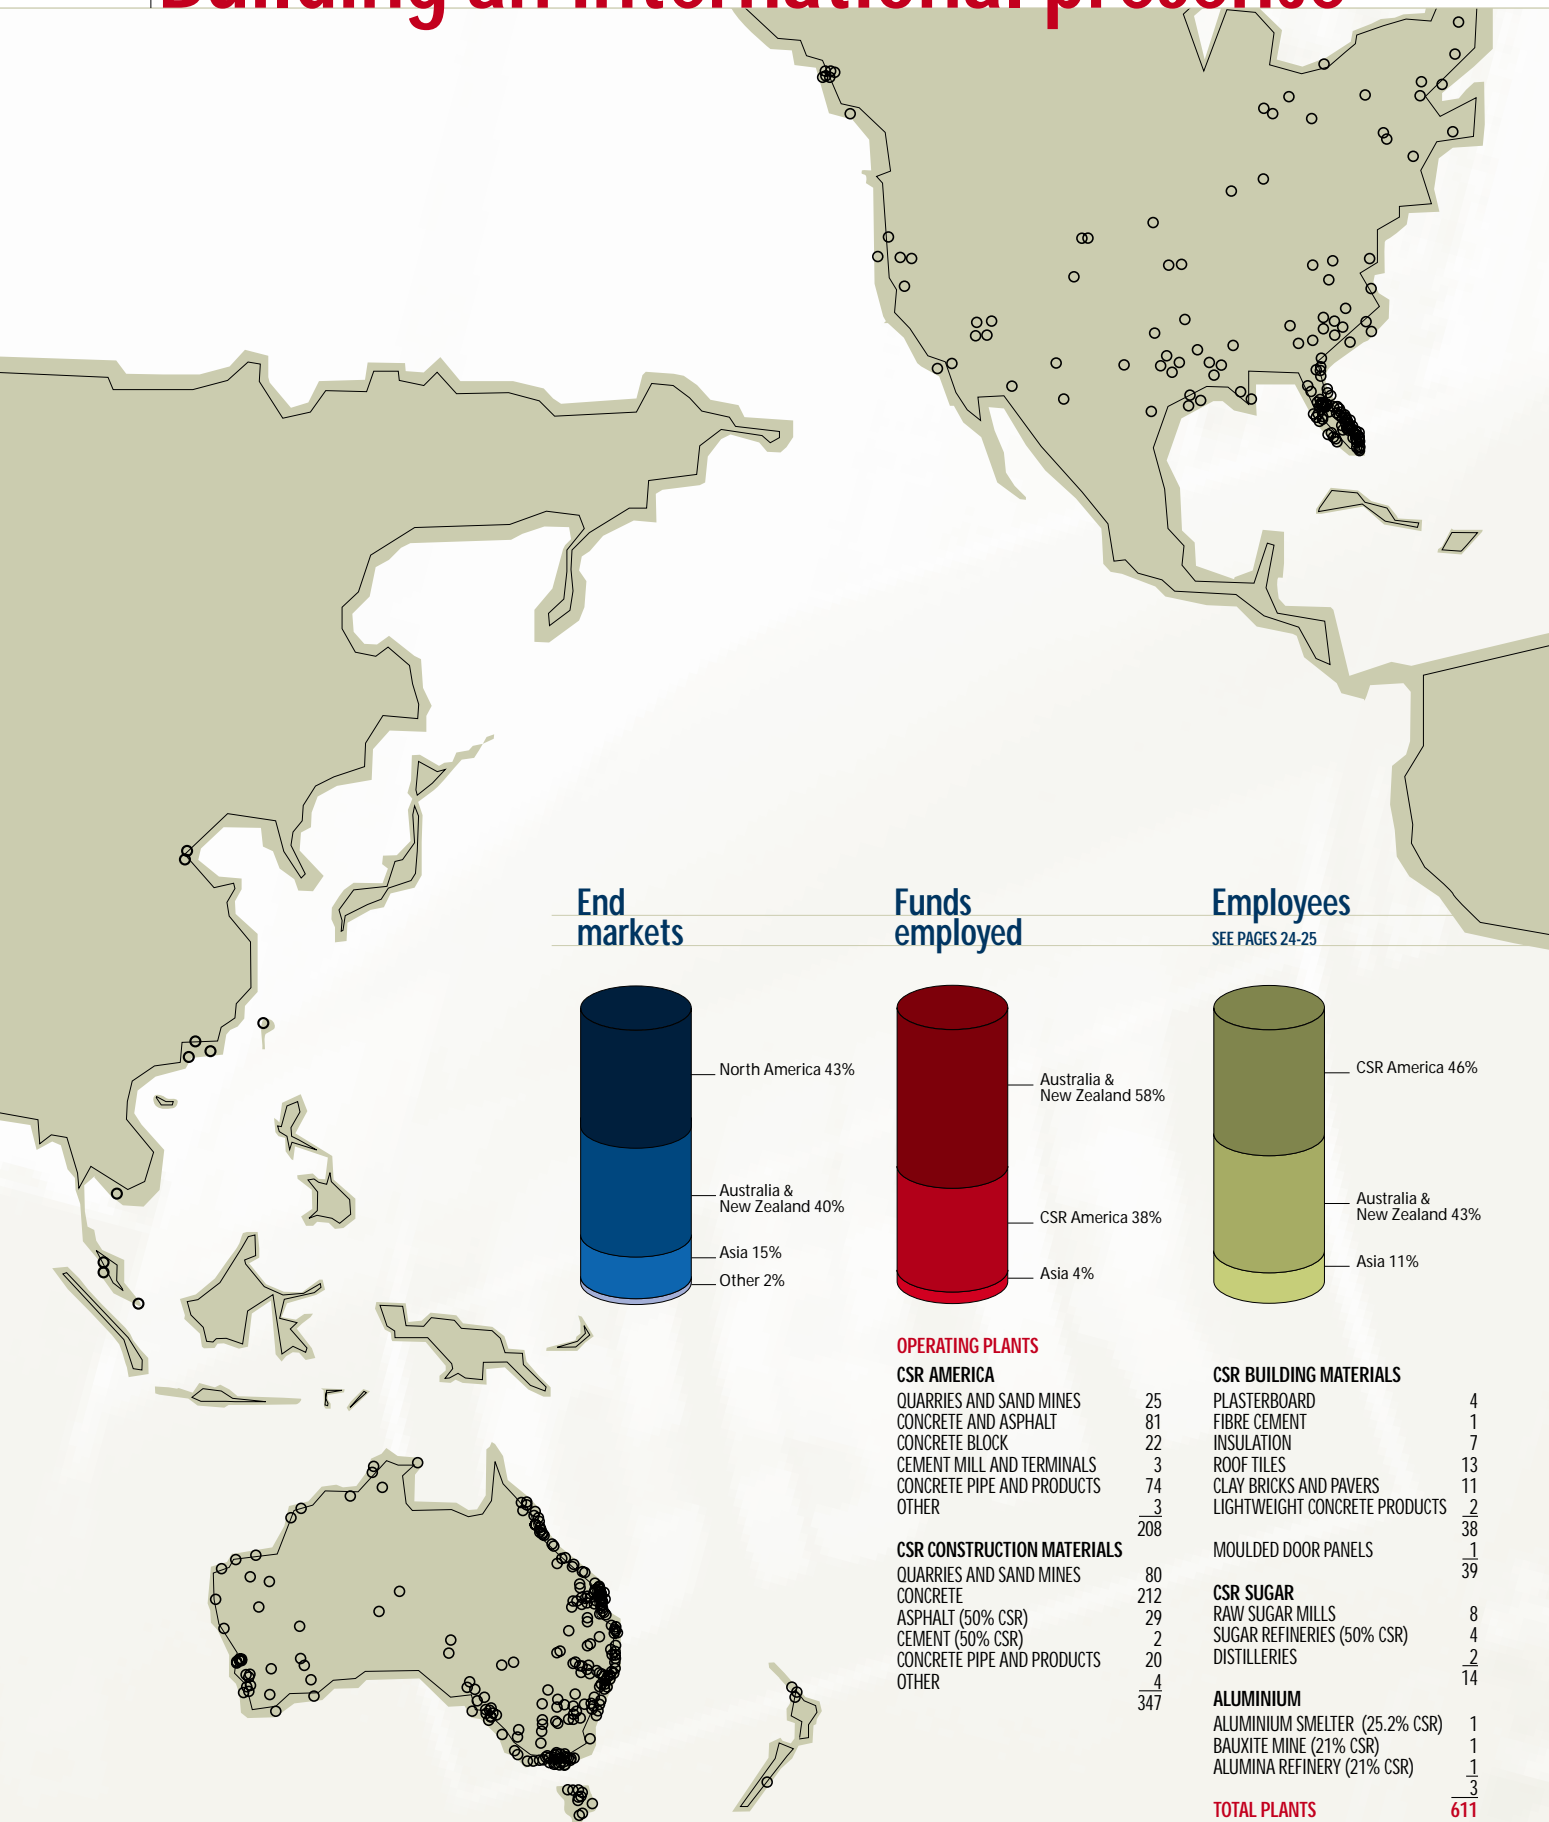 Building an international presence
End
markets
Funds
employed
Employees
SEE PAGES 24-25
North America 43%
Australia &
New Zealand 40%
Asia 15%
Other 2%
Australia &
New Zealand 58%
CSR America 38%
Asia 4%
CSR America 46%
Australia &
New Zealand 43%
Asia 11%
OPERATING PLANTS
CSR AMERICA
QUARRIES AND SAND MINES 25
CONCRETE AND ASPHALT 81
CONCRETE BLOCK 22
CEMENT MILL AND TERMINALS 3
CONCRETE PIPE AND PRODUCTS 74
OTHER 3
208
CSR CONSTRUCTION MATERIALS
QUARRIES AND SAND MINES 80
CONCRETE 212
ASPHALT (50% CSR) 29
CEMENT (50% CSR) 2
CONCRETE PIPE AND PRODUCTS 20
OTHER 4
347
CSR BUILDING MATERIALS
PLASTERBOARD 4
FIBRE CEMENT 1
INSULATION 7
ROOF TILES 13
CLAY BRICKS AND PAVERS 11
LIGHTWEIGHT CONCRETE PRODUCTS 2
38
MOULDED DOOR PANELS 1
39
CSR SUGAR
RAW SUGAR MILLS 8
SUGAR REFINERIES (50% CSR) 4
DISTILLERIES 2
14
ALUMINIUM
ALUMINIUM SMELTER (25.2% CSR) 1
BAUXITE MINE (21% CSR) 1
ALUMINA REFINERY (21% CSR) 1
3
TOTAL PLANTS 611